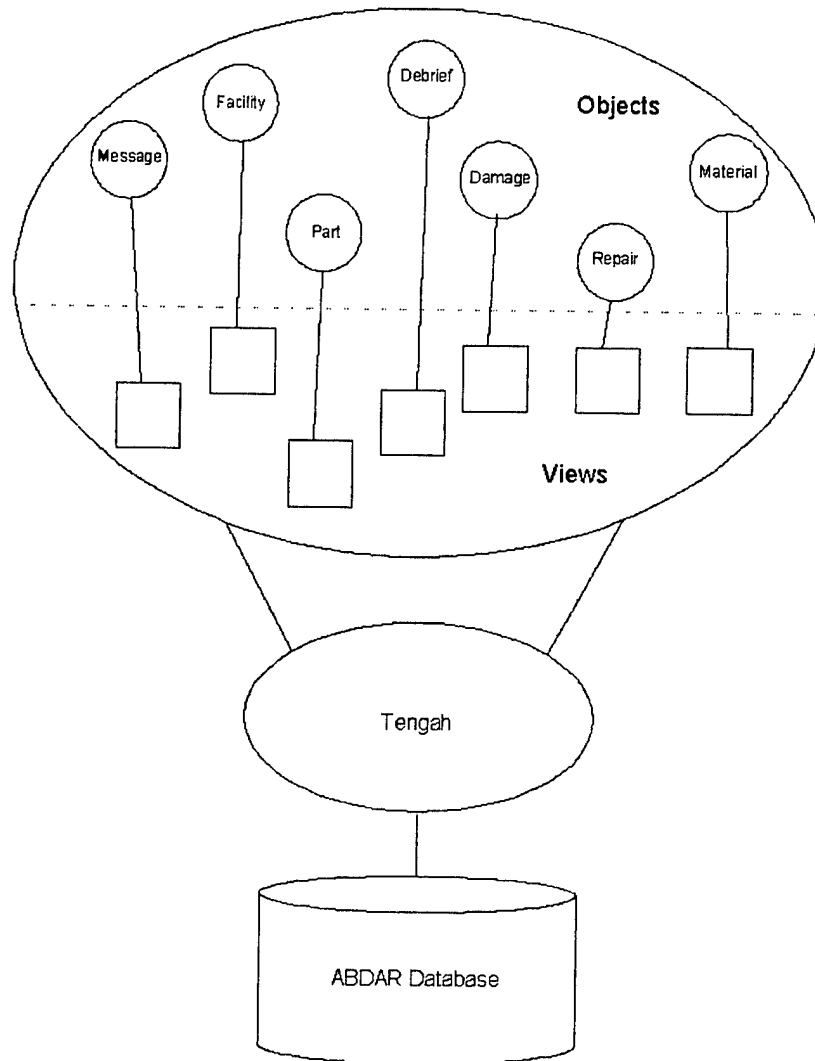 Debrief
Facility
Objects
Message
Damage
Material
Part
Repair
Views
Tengah
ABDAR Database